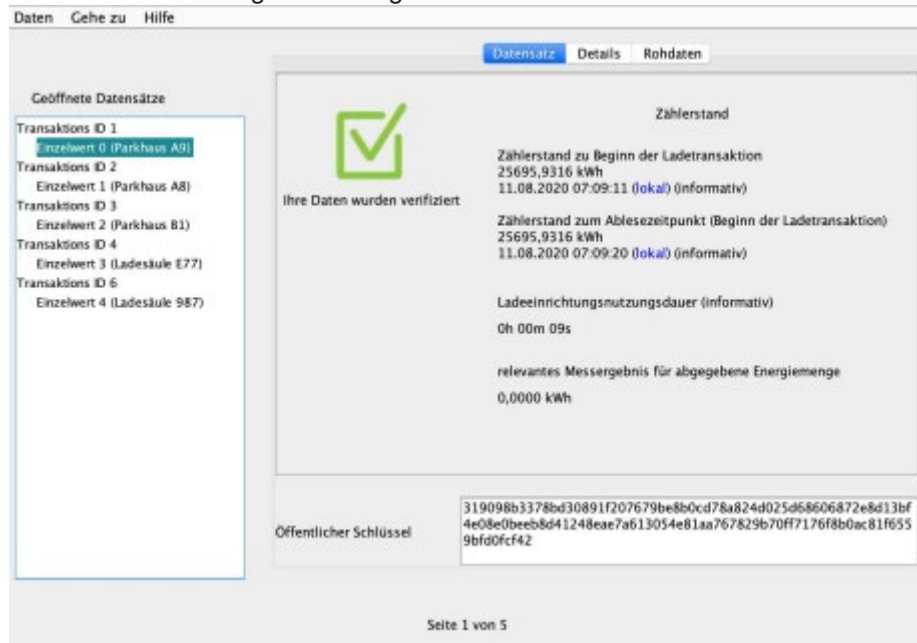 Daten Gehe zu Hilfe
Datensatz Details Rohdaten
Geöffnete Datensätze
Transaktions ID 1
Einzelwert 0 (Parkhaus A9)
Transaktions ID 2
Einzelwert 1 (Parkhaus A8)
Transaktions ID 3
Einzelwert 2 (Parkhaus B1)
Transaktions ID 4
Einzelwert 3 (Ladesäule E77)
Transaktions ID 6
Einzelwert 4 (Ladesäule 987)
Ihre Daten wurden verifiziert
Zählerstand
Zählerstand zu Beginn der Ladetransaktion
25695,9316 kWh
11.08.2020 07:09:11 (lokal) (informativ)
Zählerstand zum Ablesezeitpunkt (Beginn der Ladetransaktion)
25695,9316 kWh
11.08.2020 07:09:20 (lokal) (informativ)
Ladeeinrichtungsnutzungsdauer (informativ)
0h 00m 09s
relevantes Messergebnis für abgegebene Energiemenge
0,0000 kWh
Öffentlicher Schlüssel
319098b3378bd30891f207679be8b0cd78a824d025d68606872e8d13bf
4e08e0beeb8d41248eae7a613054e81aa767829b70ff7176f8b0ac81f655
9bfd0fcf42
Seite 1 von 5